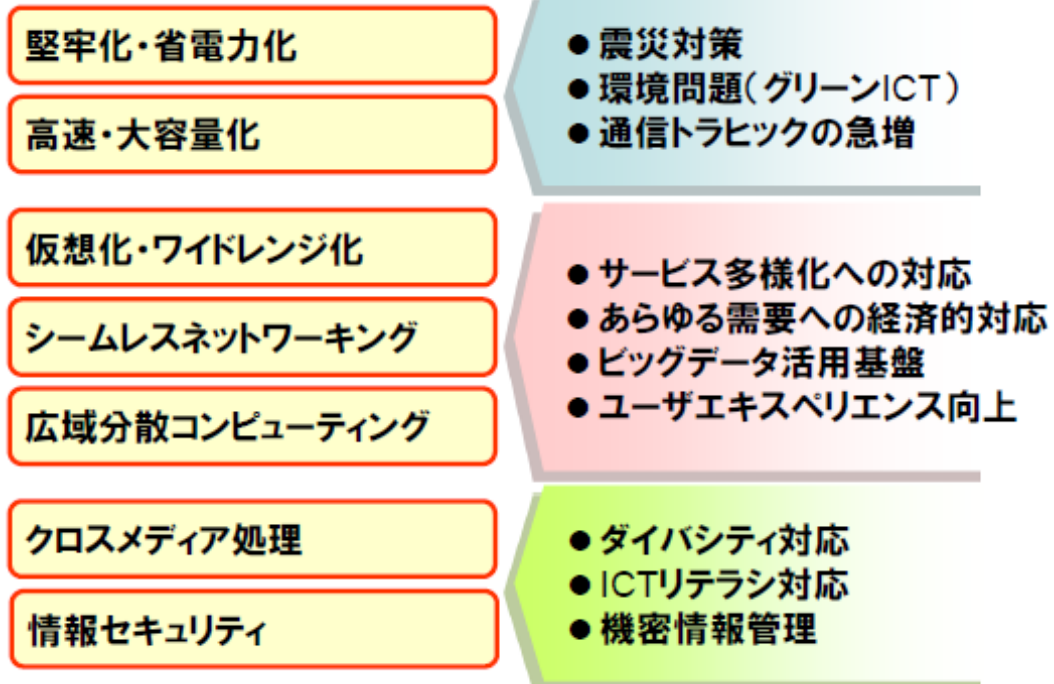 堅牢化・省電力化
高速・大容量化
●震災対策
●環境問題(グリーンICT)
●通信トラヒックの急増
仮想化・ワイドレンジ化
シームレスネットワーキング
広域分散コンピューティング
●サービス多様化への対応
●あらゆる需要への経済的対応
●ビッグデータ活用基盤
●ユーザエキスペリエンス向上
クロスメディア処理
情報セキュリティ
●ダイバシティ対応
●ICTリテラシ対応
●機密情報管理